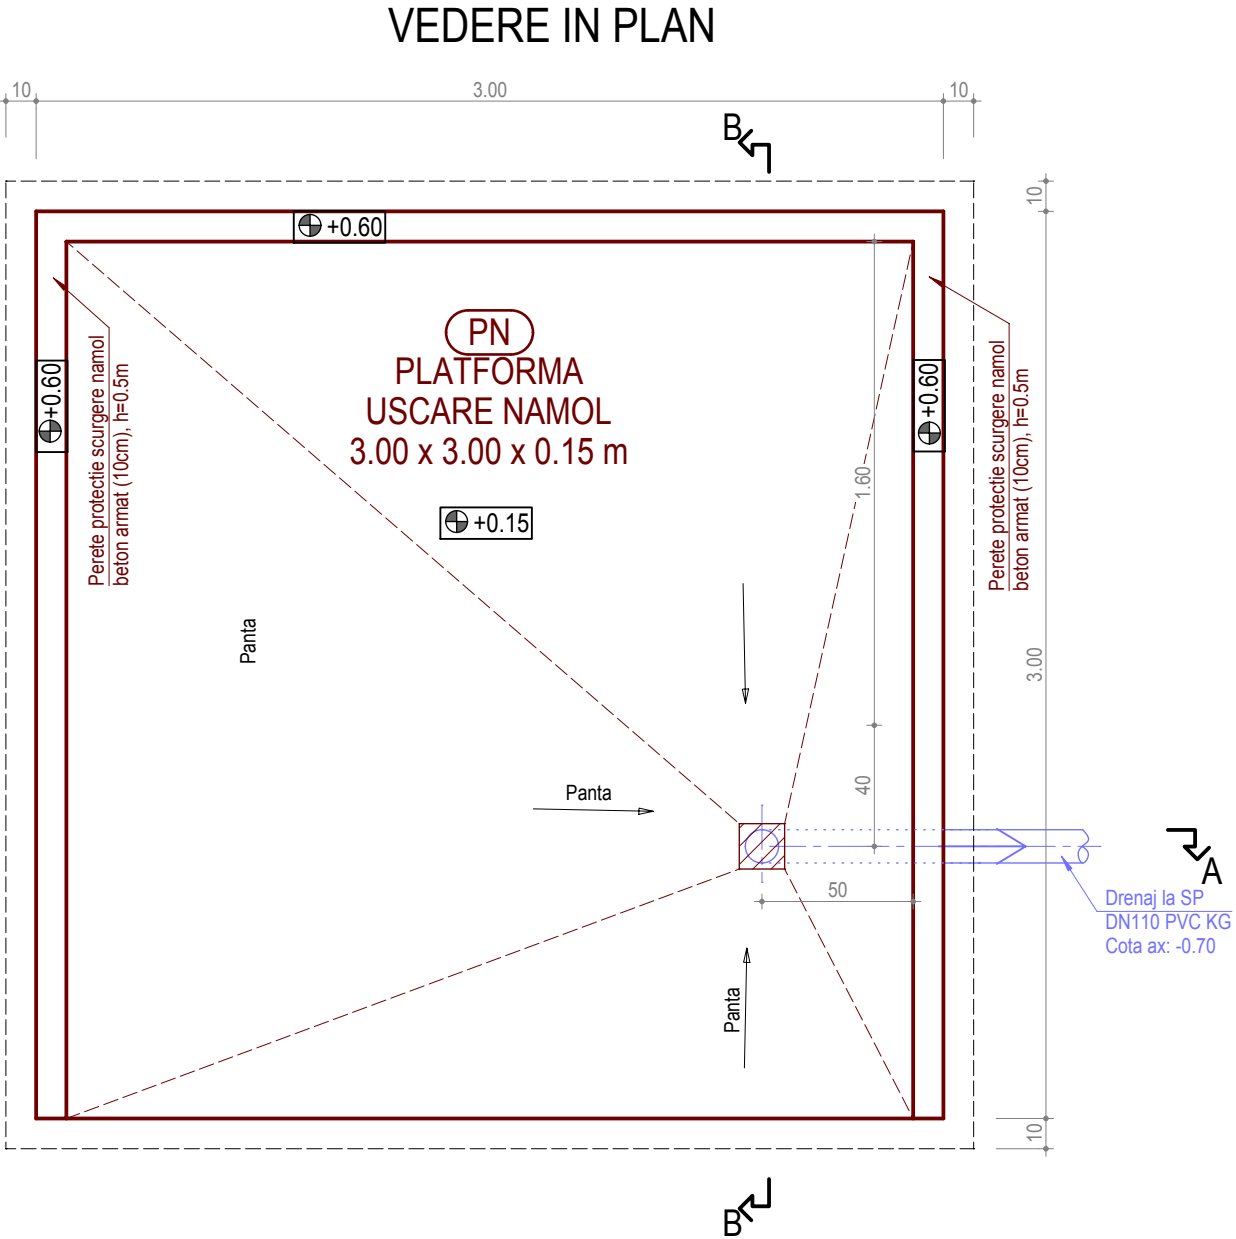 VEDERE IN PLAN
10
3.00
10
B
10
+0.60
+0.60
+0.60
Perete protectie scurgere namol
beton armat (10cm), h=0.5m
PN
PLATFORMA
USCARE NAMOL
3.00 x 3.00 x 0.15 m
+0.15
1.60
Perete protectie scurgere namol
beton armat (10cm), h=0.5m
Panta
3.00
Panta
40
A
50
Drenaj la SP
DN110 PVC KG
Cota ax: -0.70
Panta
10
B